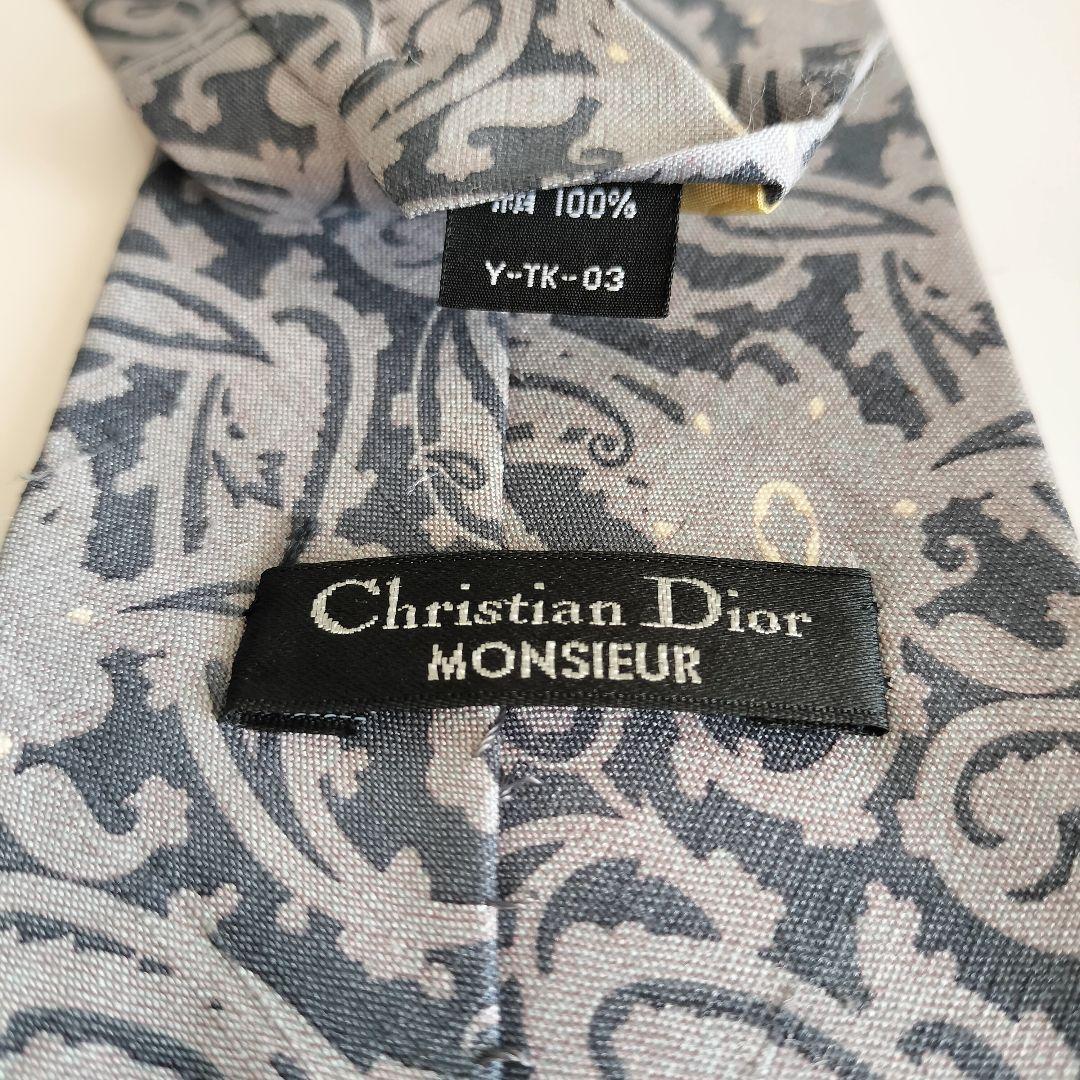 100%
Y-TK-03
Christian Dior
MONSIEUR